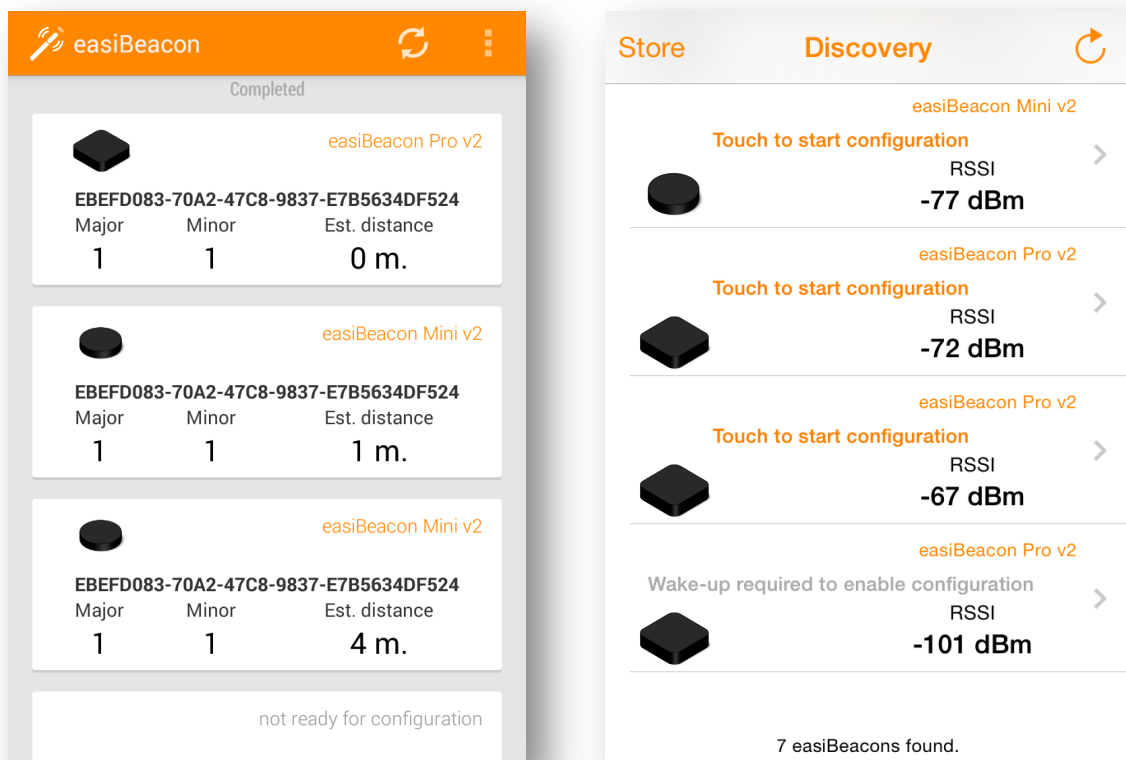 easiBeacon
Completed
easiBeacon Pro v2
EBEFD083-70A2-47C8-9837-E7B5634DF524
Major Minor Est. distance
1 1 0 m.
easiBeacon Mini v2
EBEFD083-70A2-47C8-9837-E7B5634DF524
Major Minor Est. distance
1 1 1 m.
easiBeacon Mini v2
EBEFD083-70A2-47C8-9837-E7B5634DF524
Major Minor Est. distance
1 1 4 m.
not ready for configuration
Store Discovery
easiBeacon Mini v2
Touch to start configuration
RSSI
-77 dBm
easiBeacon Pro v2
Touch to start configuration
RSSI
-72 dBm
easiBeacon Pro v2
Touch to start configuration
RSSI
-67 dBm
easiBeacon Pro v2
Wake-up required to enable configuration
RSSI
-101 dBm
7 easiBeacons found.